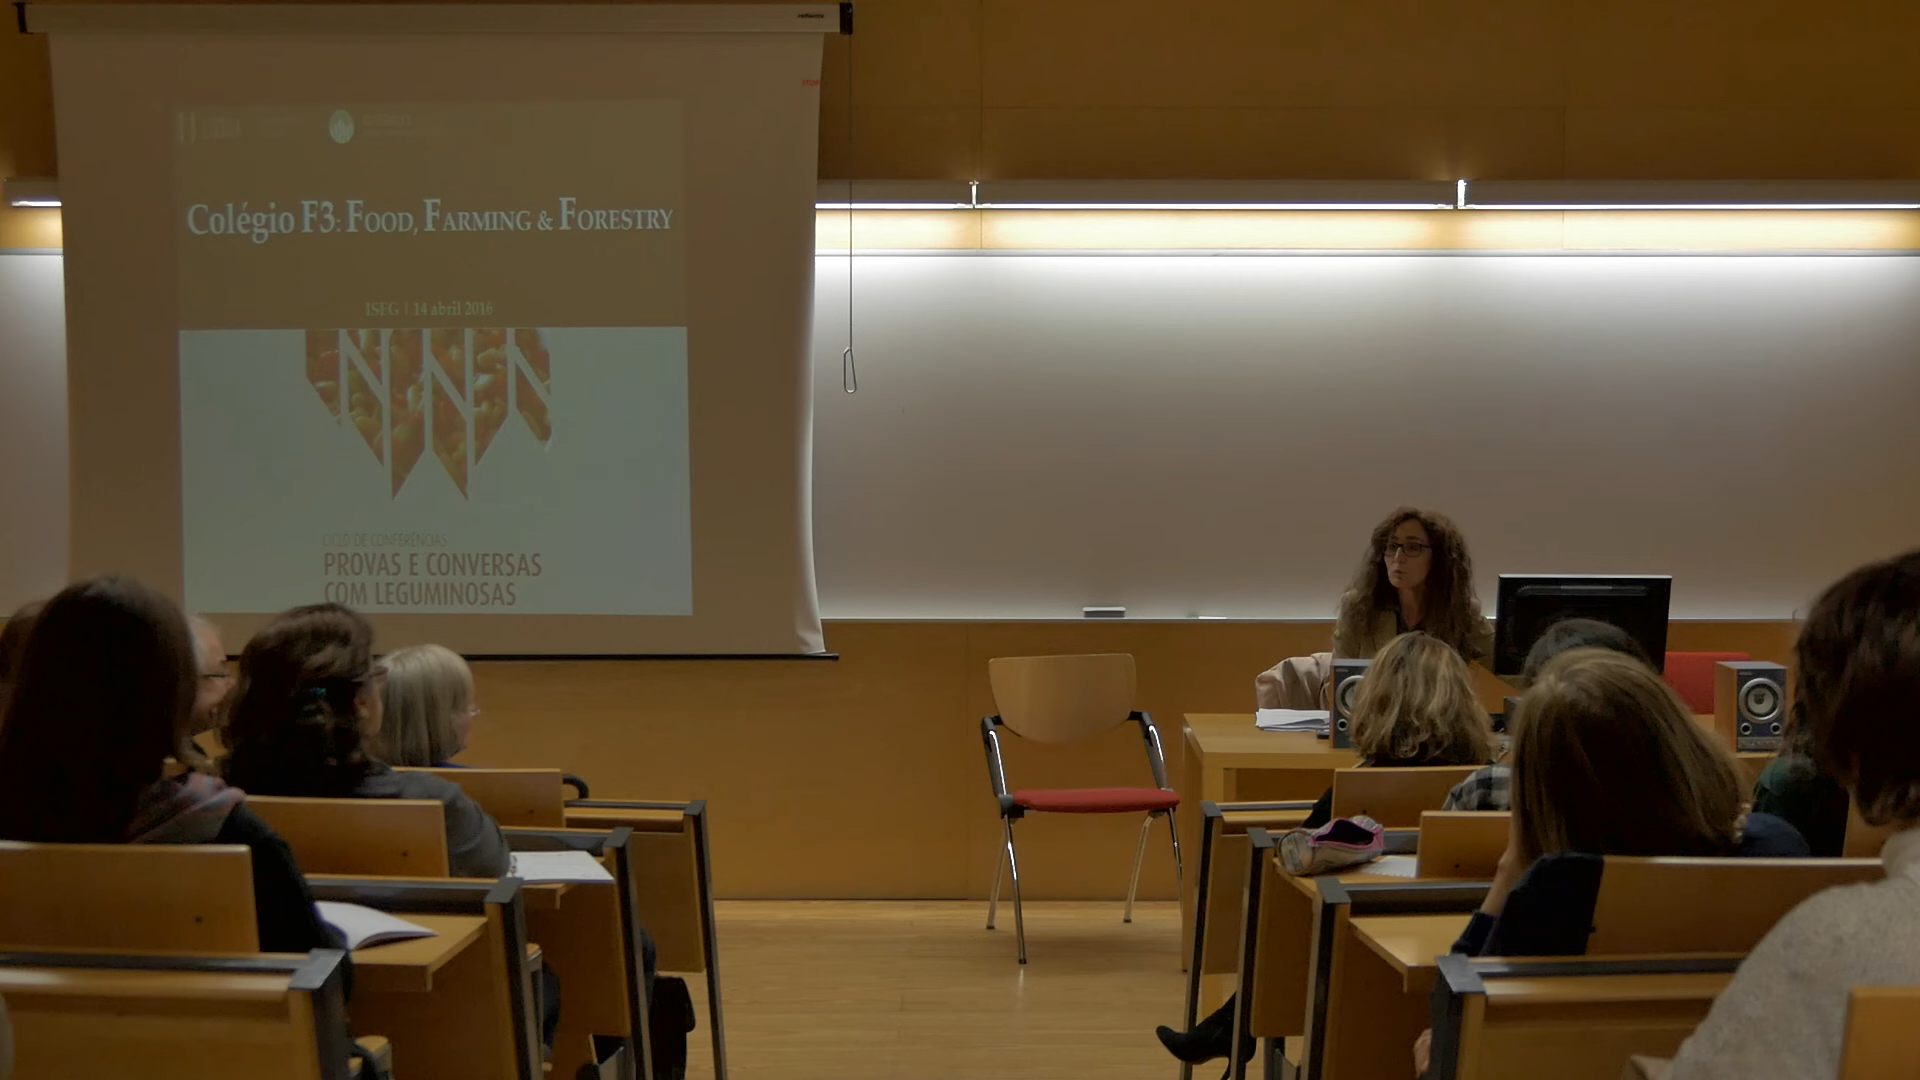 Colégio F3: FOOD, FARMING & FORESTRY
ISEG | 14 abril 2016
CICLO DE CONFERÊNCIAS
PROVAS E CONVERSAS
COM LEGUMINOSAS